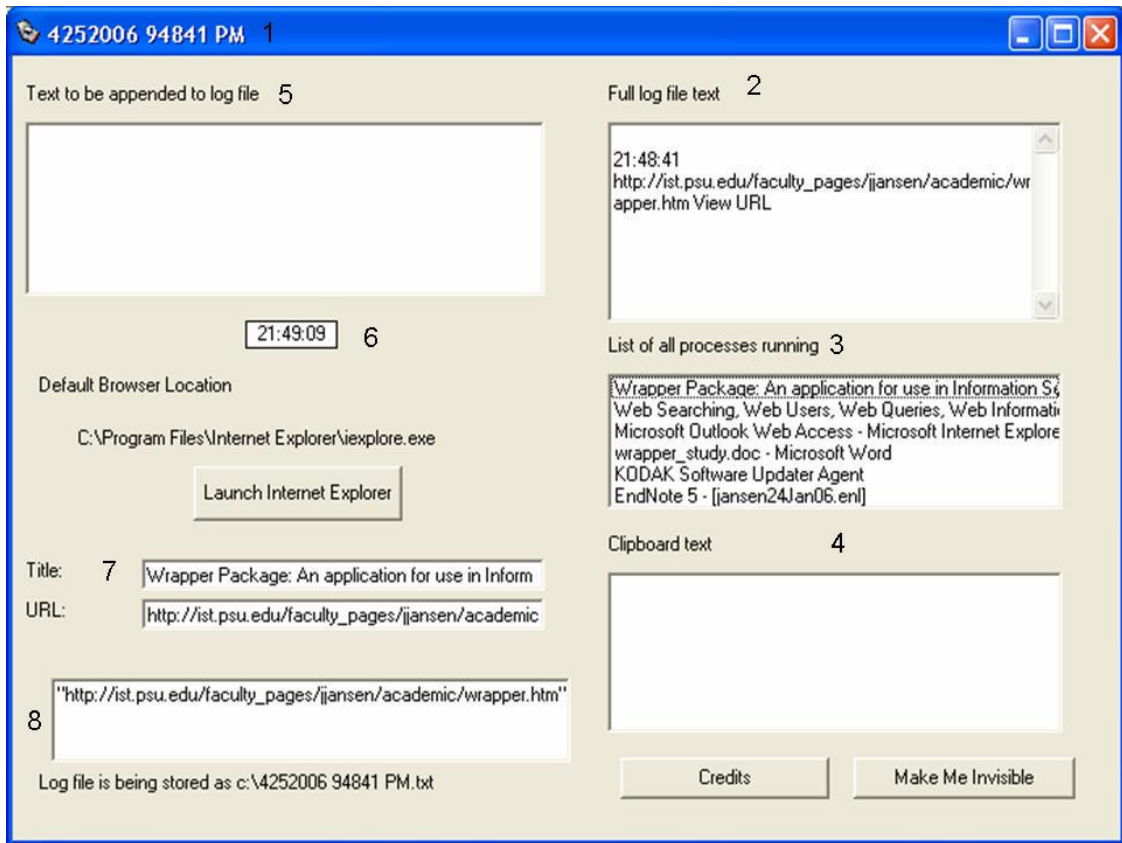 4252006 94841 PM 1
Text to be appended to log file 5
21:49:09 6
Default Browser Location
C:\Program Files\Internet Explorer\iexplore.exe
Launch Internet Explorer
Title: 7 Wrapper Package: An application for use in Inform
URL: http://ist.psu.edu/faculty_pages/jjansen/academic
8 "http://ist.psu.edu/faculty_pages/jjansen/academic/wrapper.htm"
Log file is being stored as c:\4252006 94841 PM.txt
Full log file text 2
21:48:41
http://ist.psu.edu/faculty_pages/jjansen/academic/wr
apper.htm View URL
List of all processes running 3
Wrapper Package: An application for use in Information
Web Searching, Web Users, Web Queries, Web Informati
Microsoft Outlook Web Access - Microsoft Internet Explore
wrapper_study.doc - Microsoft Word
KODAK Software Updater Agent
EndNote 5 - [jansen24Jan06.enl]
Clipboard text 4
Credits
Make Me Invisible